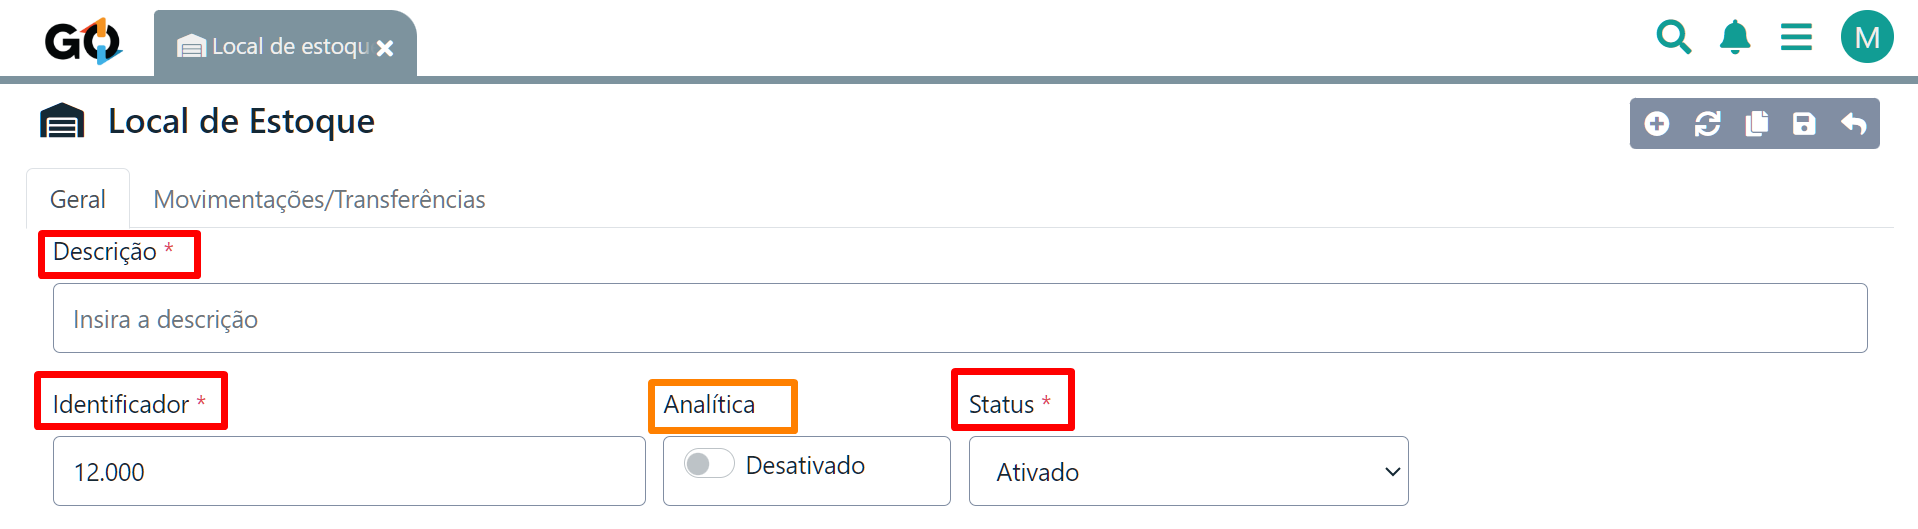 GO
Local de estoqu
M
Local de Estoque
Geral
Movimentações/Transferências
Descrição *
Insira a descrição
Identificador *
Analítica
Status *
12.000
Desativado
Ativado